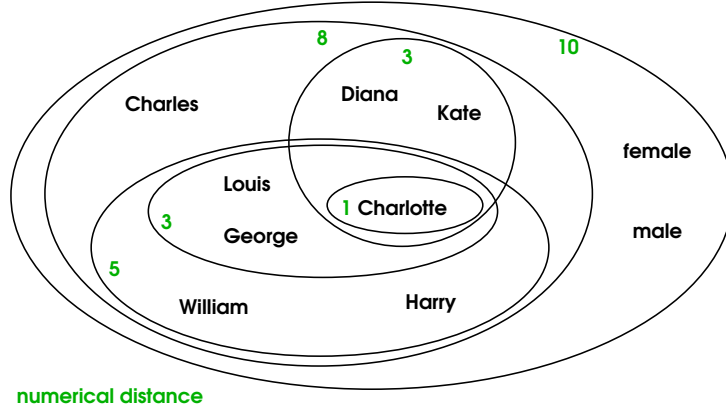 8
10
3
Diana
Charles
Kate
female
Louis
1 Charlotte
3
George
male
5
William
Harry
numerical distance